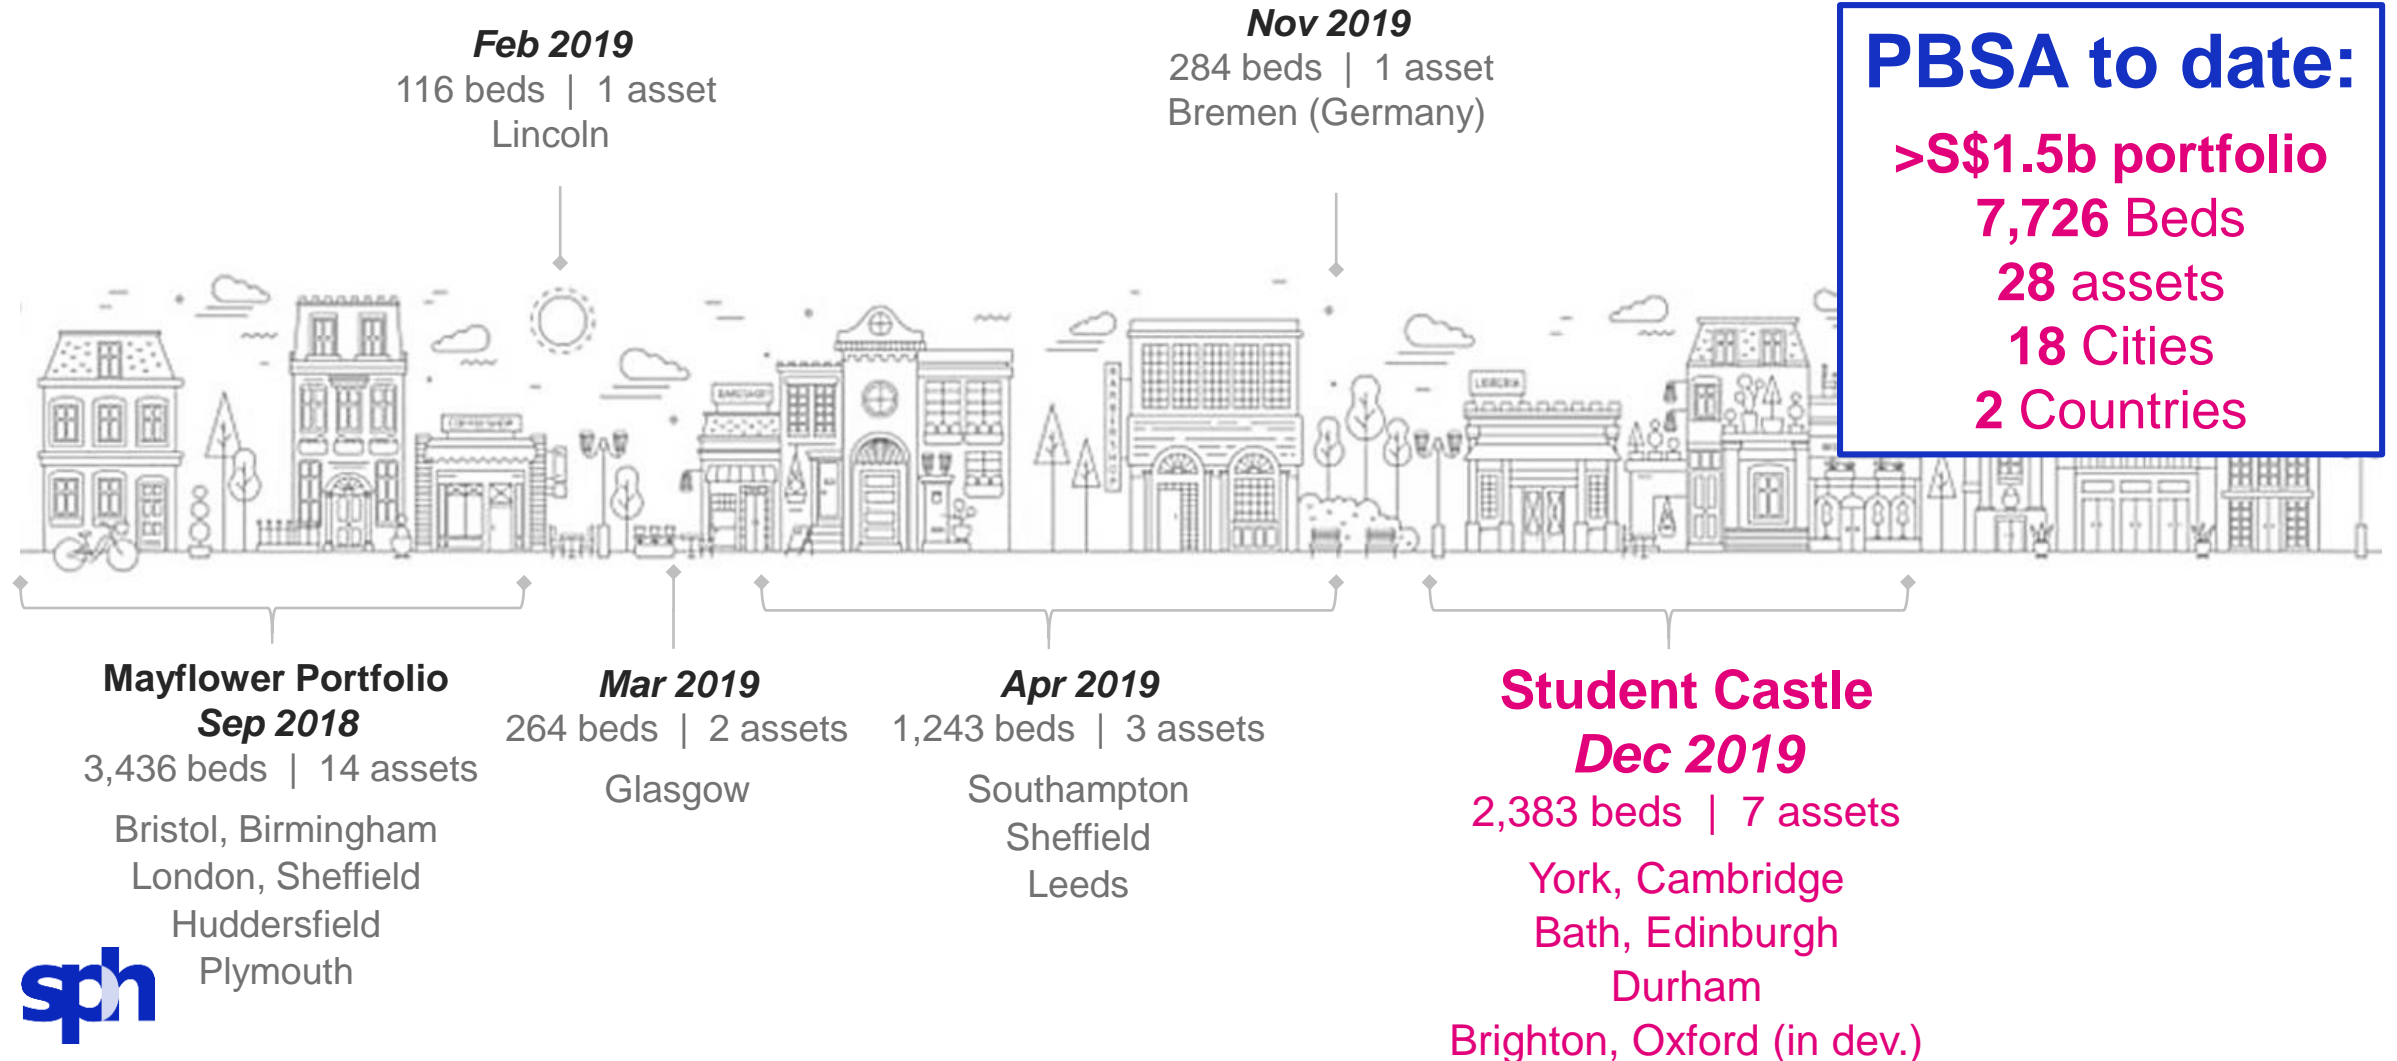 Feb 2019
116 beds | 1 asset
Lincoln
Nov 2019
284 beds | 1 asset
Bremen (Germany)
PBSA to date:
>S$1.5b portfolio
7,726 Beds
28 assets
18 Cities
2 Countries
Mayflower Portfolio
Sep 2018
3,436 beds | 14 assets
Bristol, Birmingham
London, Sheffield
Huddersfield
Plymouth
Mar 2019
264 beds | 2 assets
Glasgow
Apr 2019
1,243 beds | 3 assets
Southampton
Sheffield
Leeds
Student Castle
Dec 2019
2,383 beds | 7 assets
York, Cambridge
Bath, Edinburgh
Durham
Brighton, Oxford (in dev.)
sph